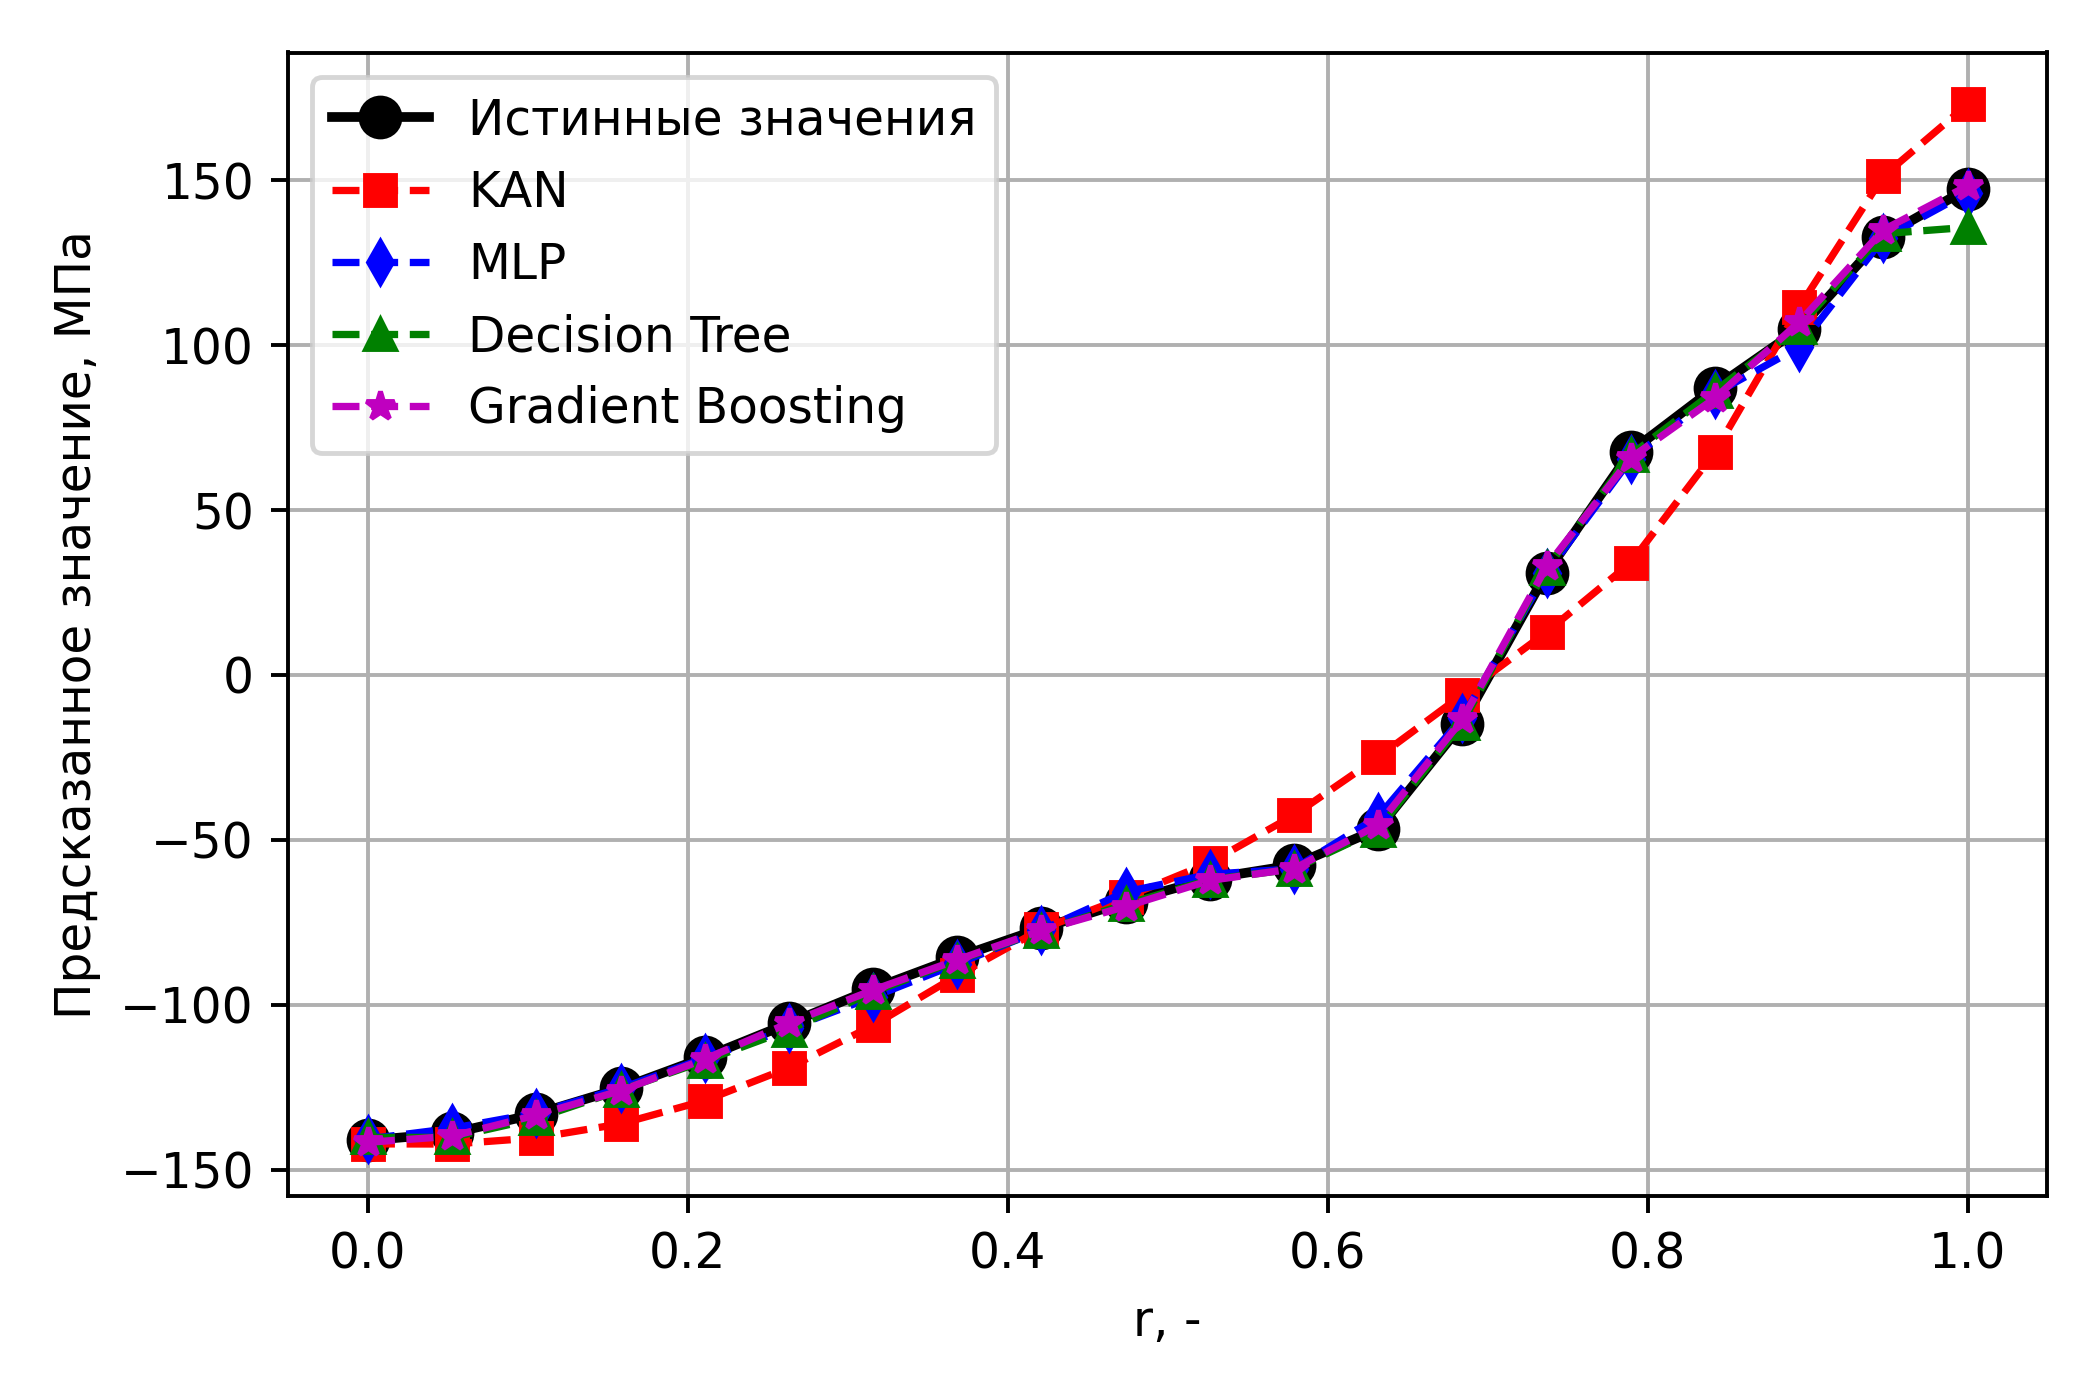 Истинные значения
KAN
MLP
Decision Tree
Gradient Boosting
Предсказанное значение, МПа
150
100
50
0
−50
−100
−150
0.0 0.2 0.4 0.6 0.8 1.0
r, -